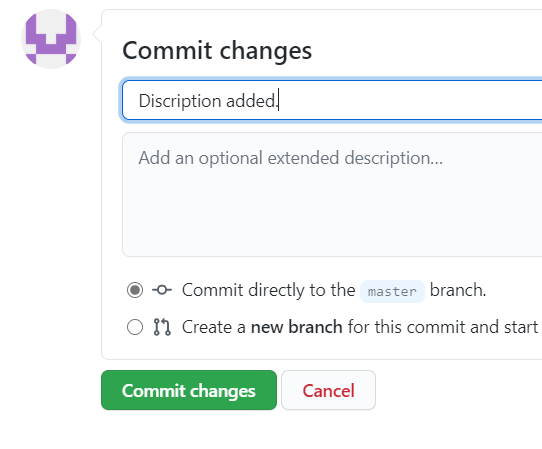 Commit changes
Discription added.
Add an optional extended description...
Commit directly to the master branch.
Create a new branch for this commit and start
Commit changes
Cancel